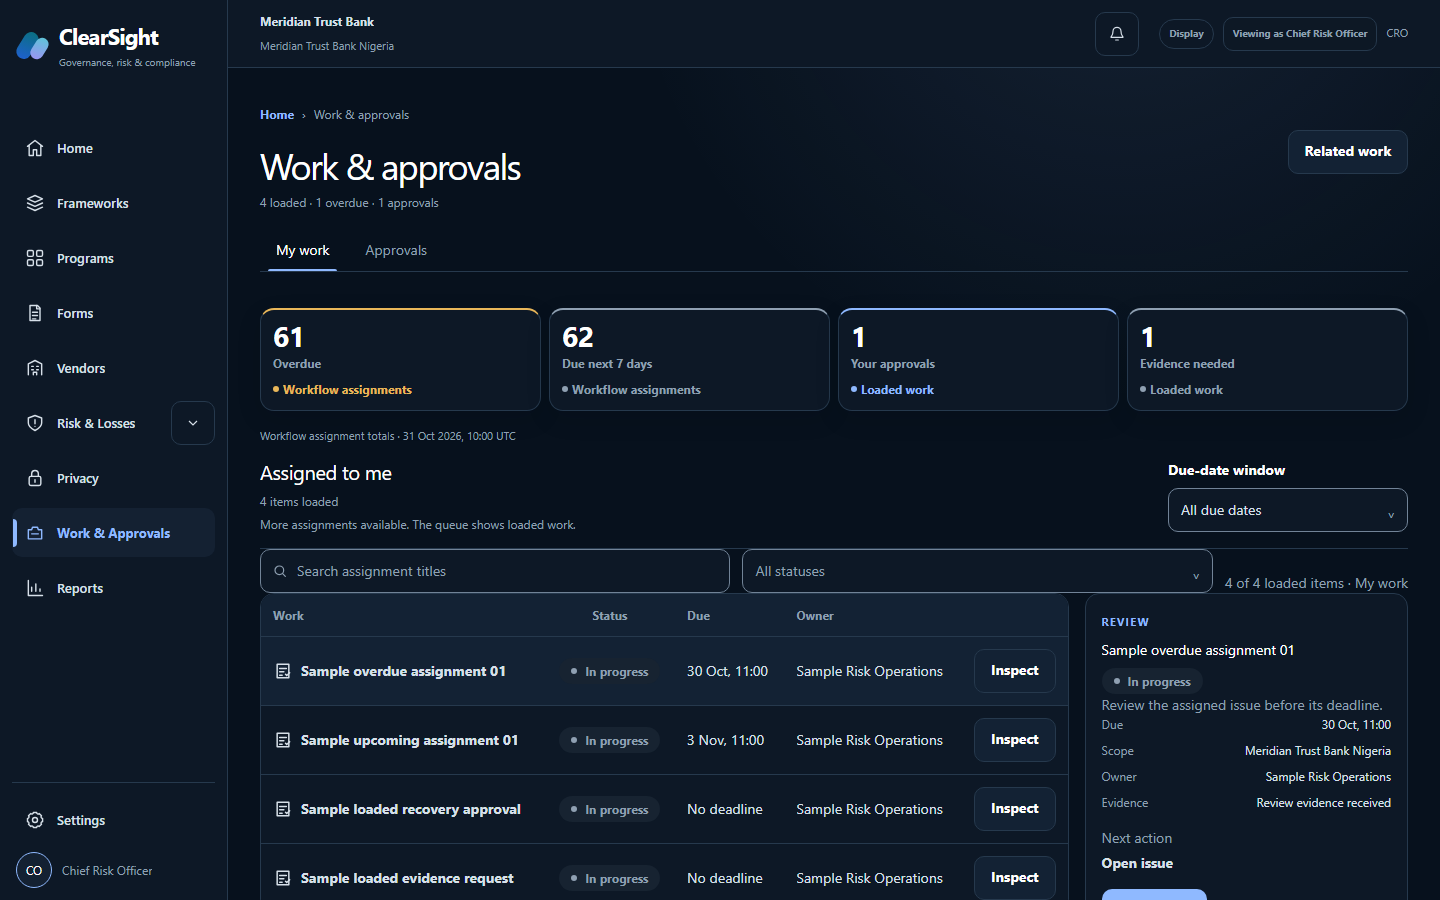 ClearSight
Governance, risk & compliance
Home
Frameworks
Programs
Forms
Vendors
Risk & Losses
Privacy
Work & Approvals
Reports
Settings
CO
Chief Risk Officer
Meridian Trust Bank
Meridian Trust Bank Nigeria
Display
Viewing as Chief Risk Officer
CRO
Home › Work & approvals
Work & approvals
4 loaded · 1 overdue · 1 approvals
Related work
My work
Approvals
61
Overdue
Workflow assignments
62
Due next 7 days
Workflow assignments
1
Your approvals
Loaded work
1
Evidence needed
Loaded work
Workflow assignment totals · 31 Oct 2026, 10:00 UTC
Assigned to me
4 items loaded
More assignments available. The queue shows loaded work.
Due-date window
All due dates
Search assignment titles
All statuses
4 of 4 loaded items · My work
Work Status Due Owner
Sample overdue assignment 01 In progress 30 Oct, 11:00 Sample Risk Operations Inspect
Sample upcoming assignment 01 In progress 3 Nov, 11:00 Sample Risk Operations Inspect
Sample loaded recovery approval In progress No deadline Sample Risk Operations Inspect
Sample loaded evidence request In progress No deadline Sample Risk Operations Inspect
REVIEW
Sample overdue assignment 01
In progress
Review the assigned issue before its deadline.
Due 30 Oct, 11:00
Scope Meridian Trust Bank Nigeria
Owner Sample Risk Operations
Evidence Review evidence received
Next action
Open issue